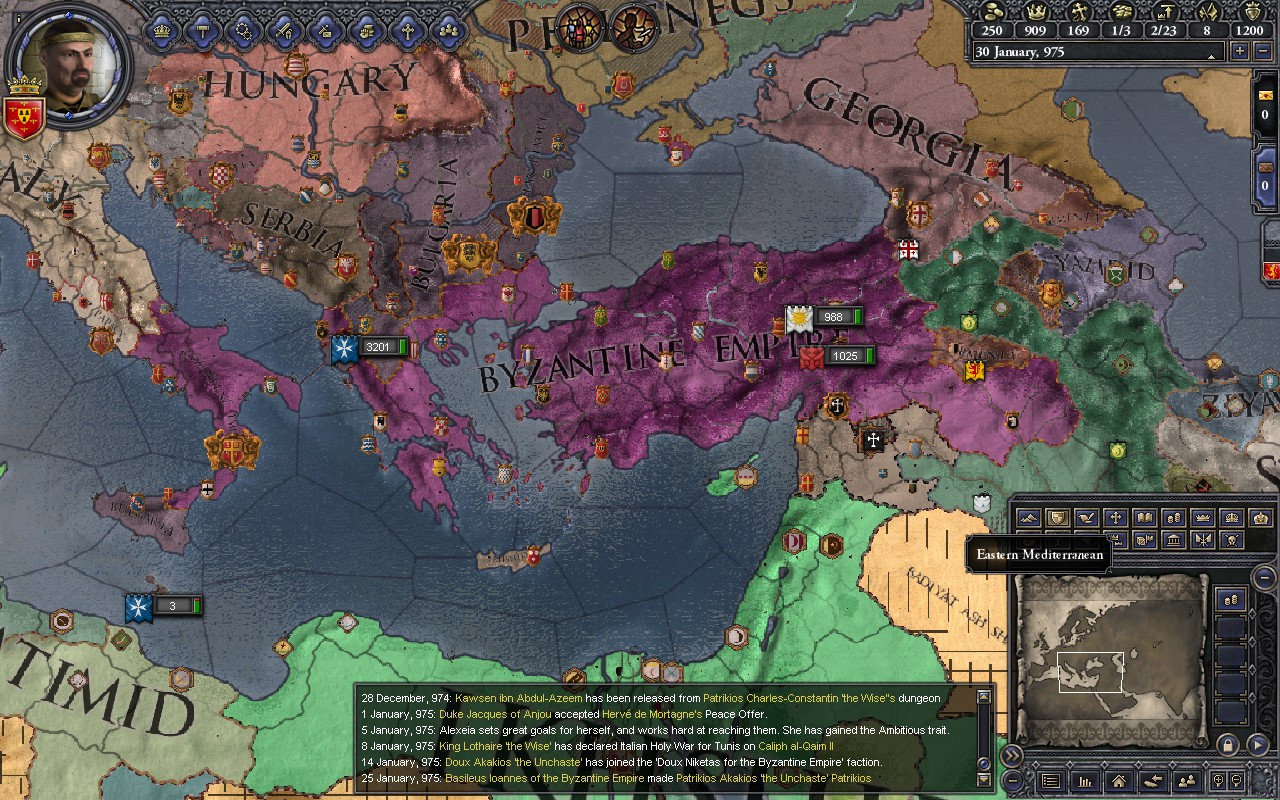 250 909 169 1/3 2/23 8 1200
30 January, 975
0
0
PECHENEGS
HUNGARY
GEORGIA
SERBIA
BULGARIA
YAZIDID
BYZANTINE EMPIRE
988
3201
1025
3
Eastern Mediterranean
BADIYAT ASH SH
TIMID
28 December, 974: Kawsen ibn Abdul-Azeem has been released from Patrikios Charles-Constantin 'the Wise''s dungeon
1 January, 975: Duke Jacques of Anjou accepted Hervé de Mortagne's Peace Offer.
5 January, 975: Alexeia sets great goals for herself, and works hard at reaching them. She has gained the Ambitious trait.
8 January, 975: King Lothaire 'the Wise' has declared Italian Holy War for Tunis on Caliph al-Qaim II
14 January, 975: Doux Akakios 'the Unchaste' has joined the 'Doux Niketas for the Byzantine Empire' faction.
25 January, 975: Basileus Ioannes of the Byzantine Empire made Patrikios Akakios 'the Unchaste' Patrikios